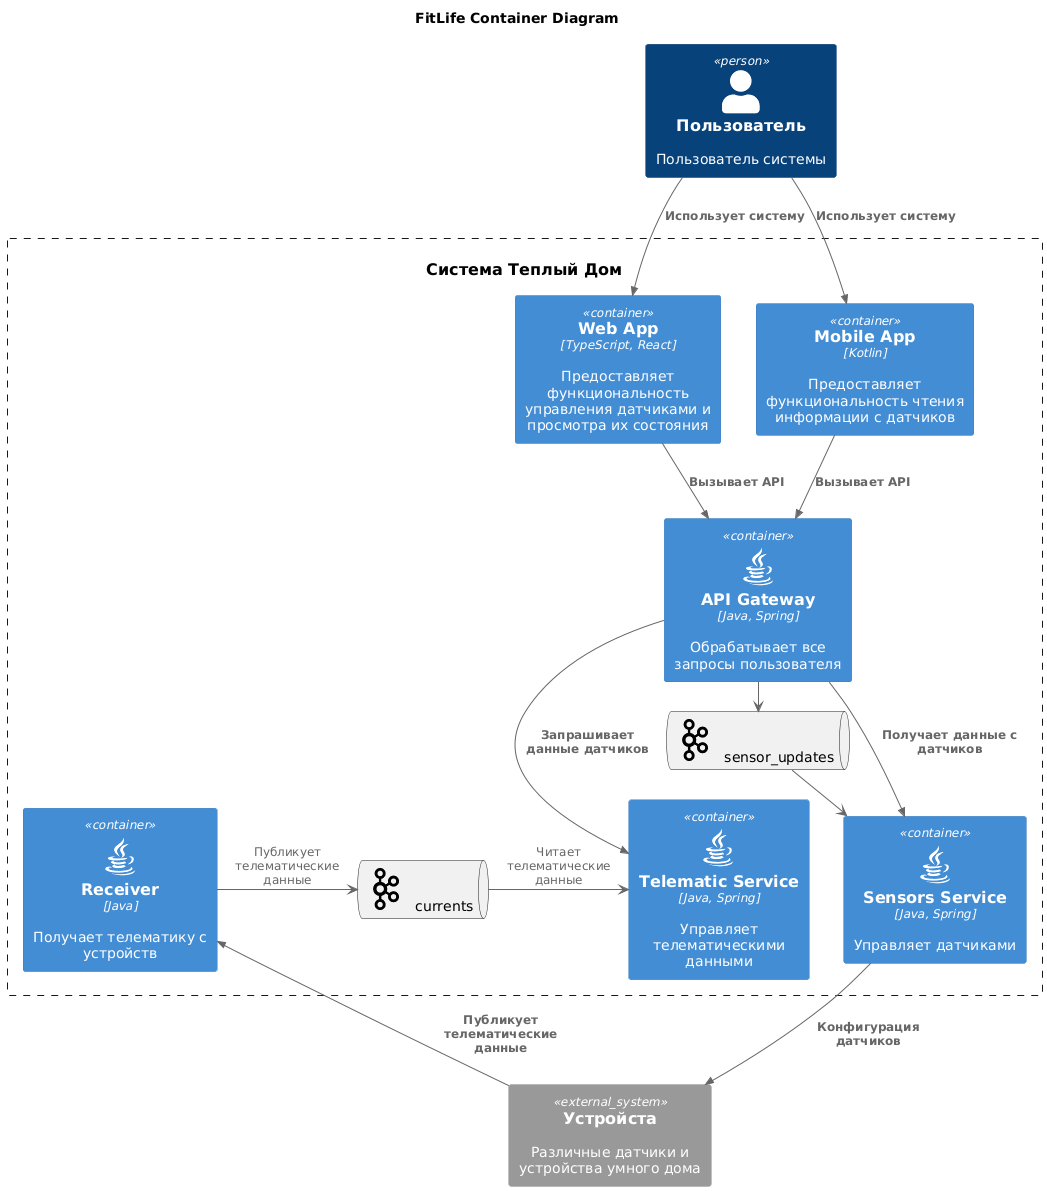 FitLife Container Diagram
«person»
Пользователь
Пользователь системы
Использует систему
Использует систему
Система Теплый Дом
«container»
Web App
[TypeScript, React]
Предоставляет
функциональность
управления датчиками и
просмотра их состояния
«container»
Mobile App
[Kotlin]
Предоставляет
функциональность чтения
информации с датчиков
Вызывает API
Вызывает API
«container»
API Gateway
[Java, Spring]
Обрабатывает все
запросы пользователя
Запрашивает
данные датчиков
sensor_updates
Получает данные с
датчиков
«container»
Receiver
[Java]
Получает телематику с
устройств
Публикует
телематические
данные
currents
Читает
телематические
данные
«container»
Telematic Service
[Java, Spring]
Управляет
телематическими
данными
«container»
Sensors Service
[Java, Spring]
Управляет датчиками
Публикует
телематические
данные
Конфигурация
датчиков
«external_system»
Устройста
Различные датчики и
устройства умного дома